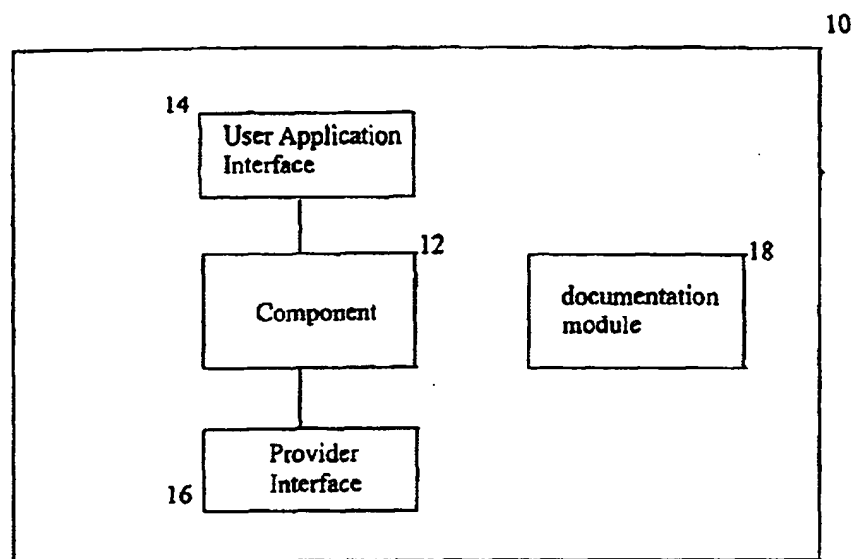 10
14
User Application
Interface
12
Component
18
documentation
module
Provider
Interface
16